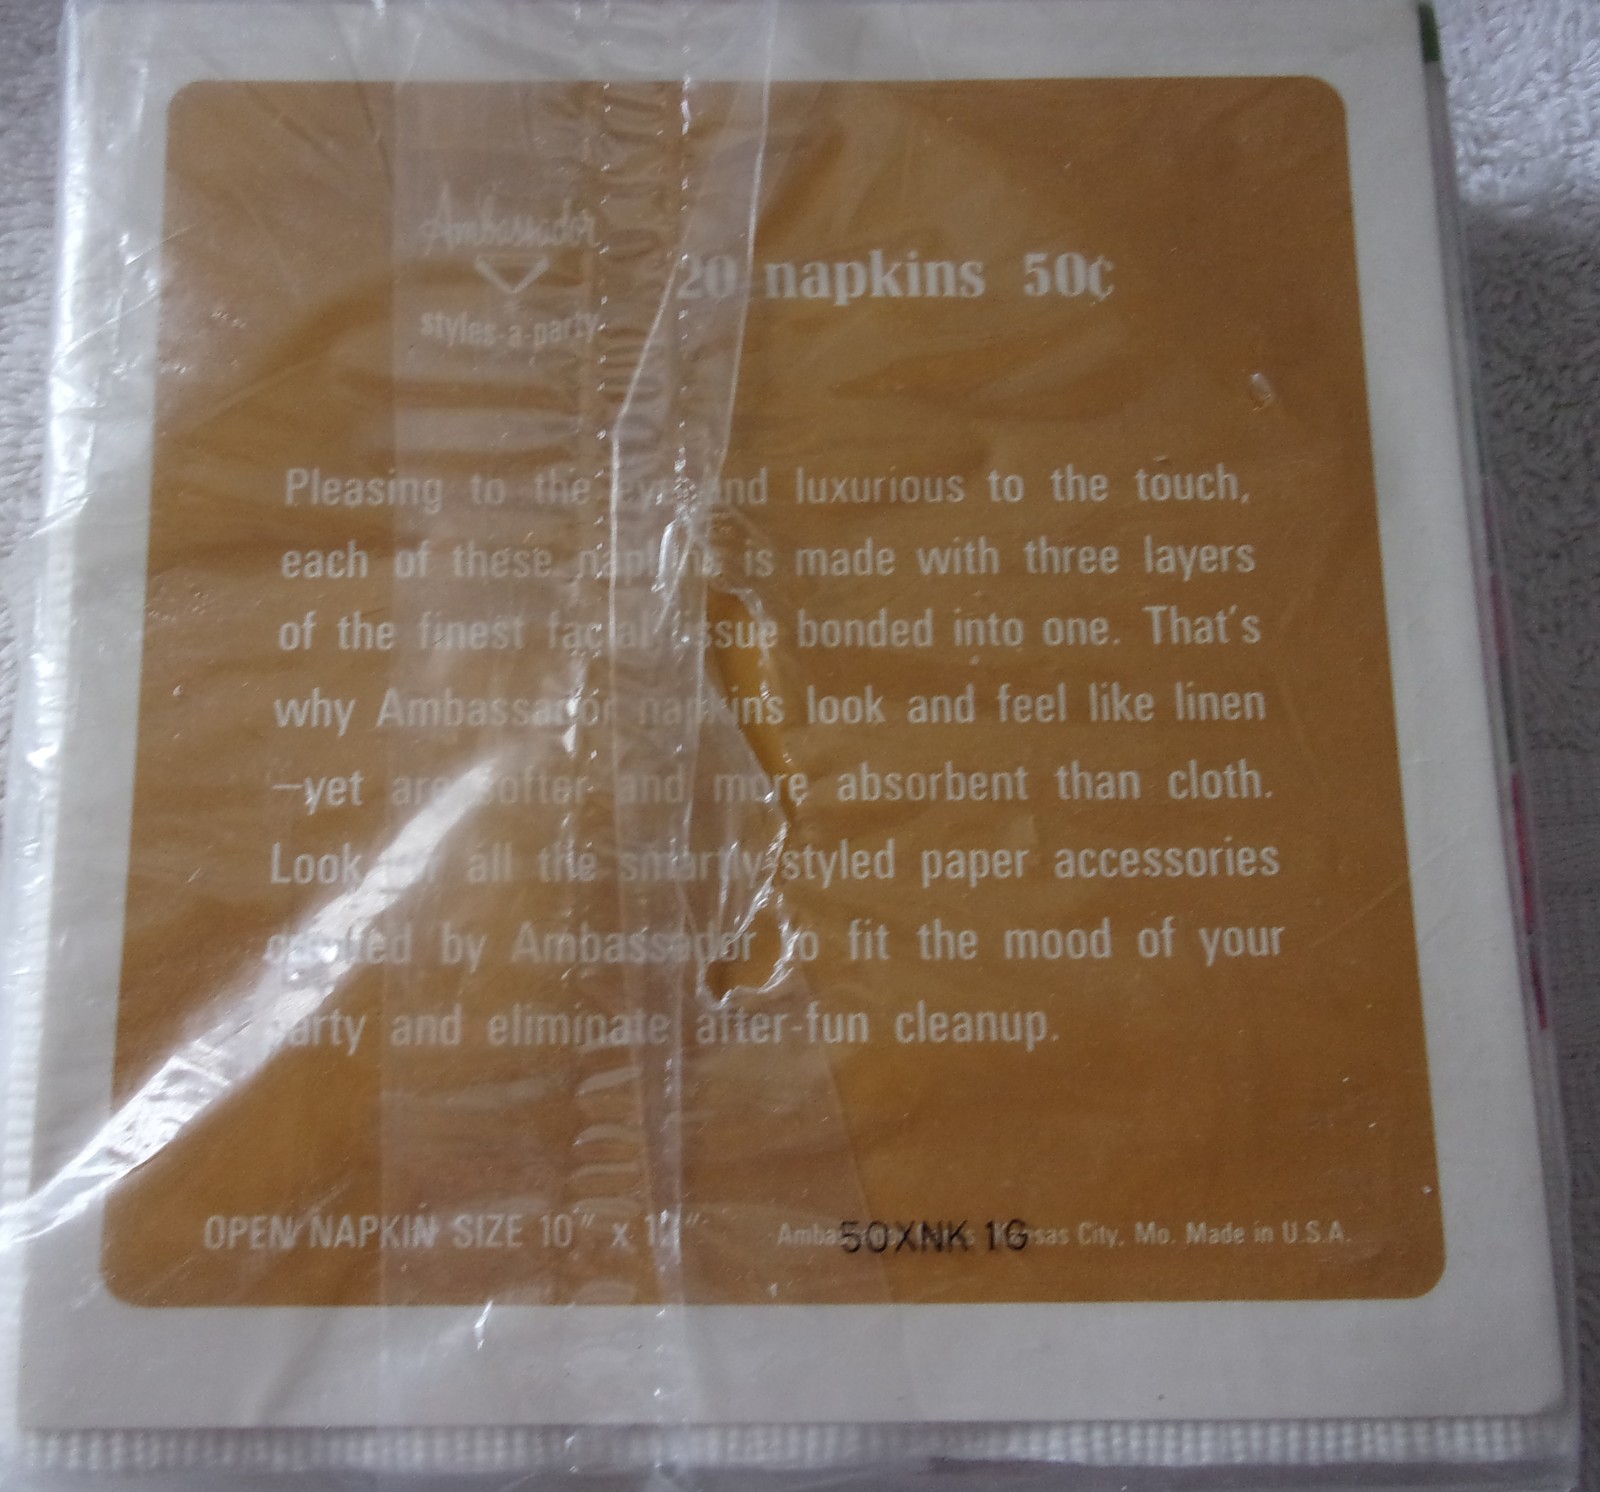 Ambassador
styles-a-party
20 napkins 50¢
Pleasing to the eye and luxurious to the touch,
each of these napkins is made with three layers
of the finest facial tissue bonded into one. That's
why Ambassador napkins look and feel like linen
—yet are softer and more absorbent than cloth.
Look for all the smartly styled paper accessories
by Ambassador to fit the mood of your
party and eliminate after-fun cleanup.
OPEN NAPKIN SIZE 10" x
Kansas City, Mo. Made in U.S.A.
50XNK 1G